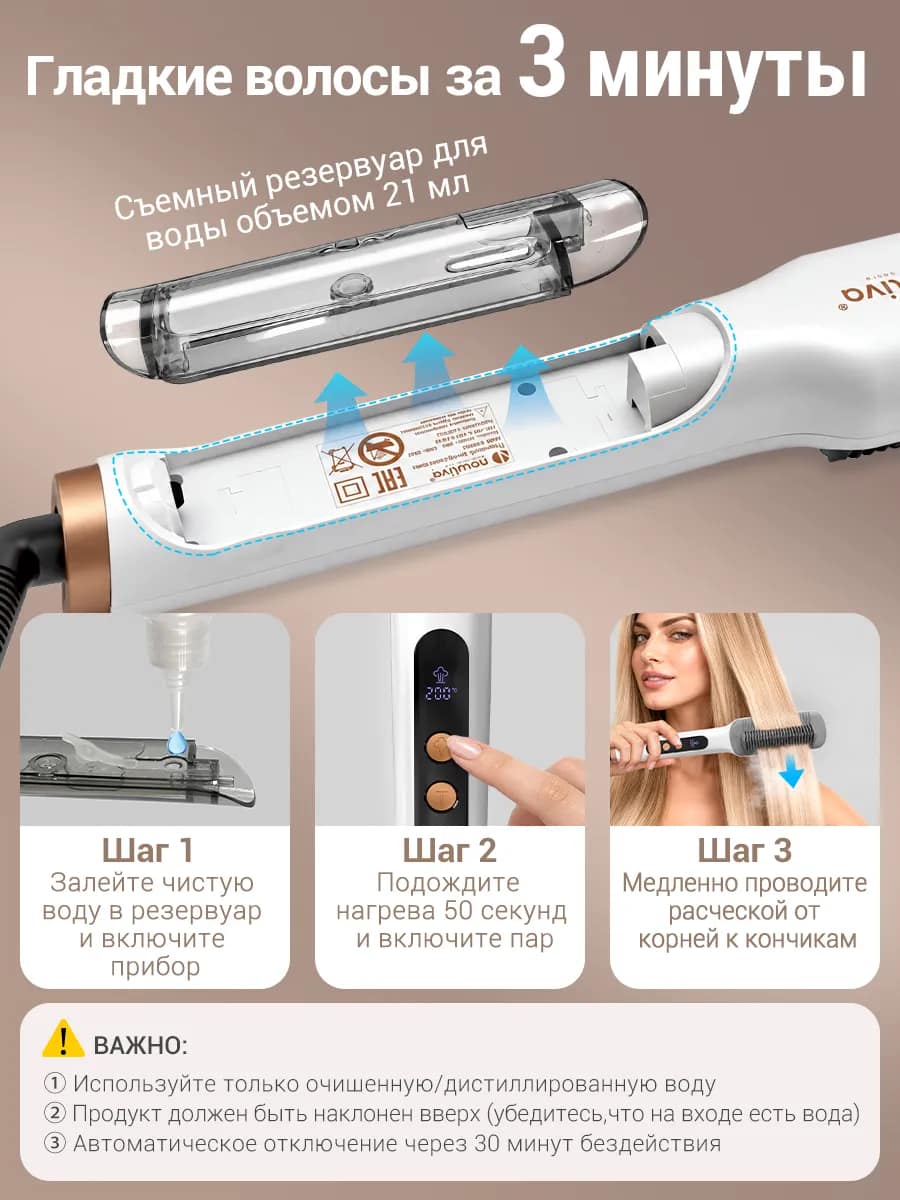 Гладкие волосы за 3 минуты
Съемный резервуар для
воды объемом 21 мл
nowliva
EAC
200°C
Шаг 1
Залейте чистую
воду в резервуар
и включите
прибор
Шаг 2
Подождите
нагрева 50 секунд
и включите пар
Шаг 3
Медленно проводите
расческой от
корней к кончикам
ВАЖНО:
① Используйте только очищенную/дистиллированную воду
② Продукт должен быть наклонен вверх (убедитесь,что на входе есть вода)
③ Автоматическое отключение через 30 минут бездействия